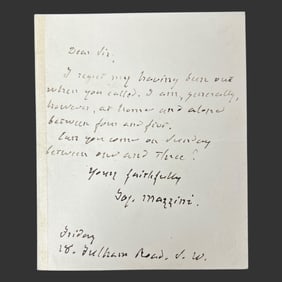 Dear Sir,
I regret my having been out
when you called. I am, generally,
however, at home and alone
between four and five.
Can you come on Sunday
between one and three?
Yours faithfully
Jos. Mazzini.
Friday
18. Fulham Road. S. W.